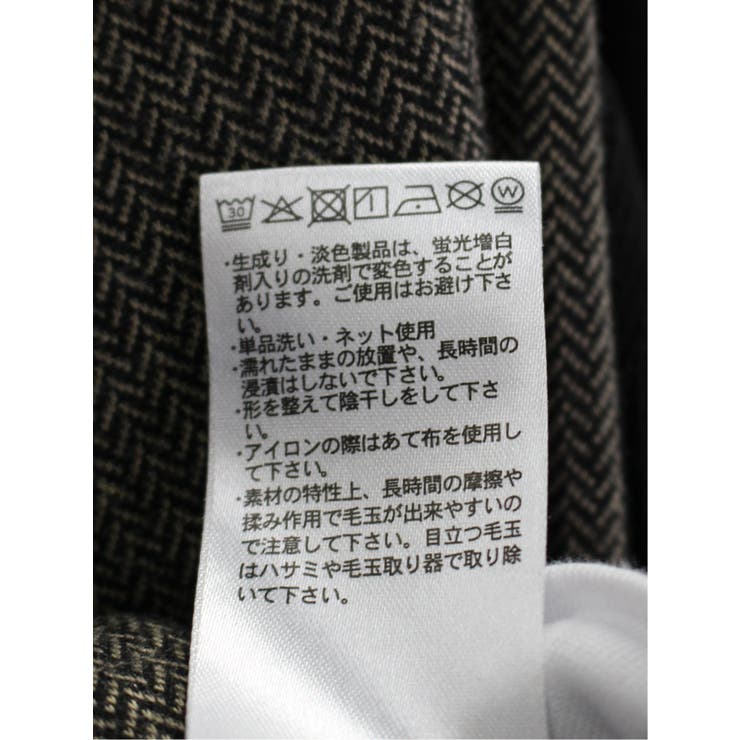 30 W
・生成り・淡色製品は、蛍光増白
剤入りの洗剤で変色することが
あります。ご使用はお避け下さ
い。
・単品洗い・ネット使用
・濡れたままの放置や、長時間の
浸漬はしないで下さい。
・形を整えて陰干しをして下さ
い。
・アイロンの際はあて布を使用し
て下さい。
・素材の特性上、長時間の摩擦や
揉み作用で毛玉が出来やすいの
で注意して下さい。目立つ毛玉
はハサミや毛玉取り器で取り除
いて下さい。